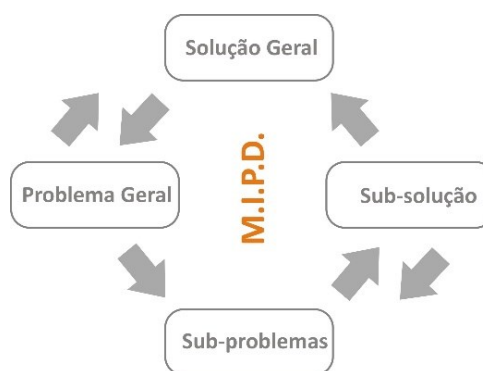 Solução Geral
Problema Geral
M.I.P.D.
Sub-solução
Sub-problemas